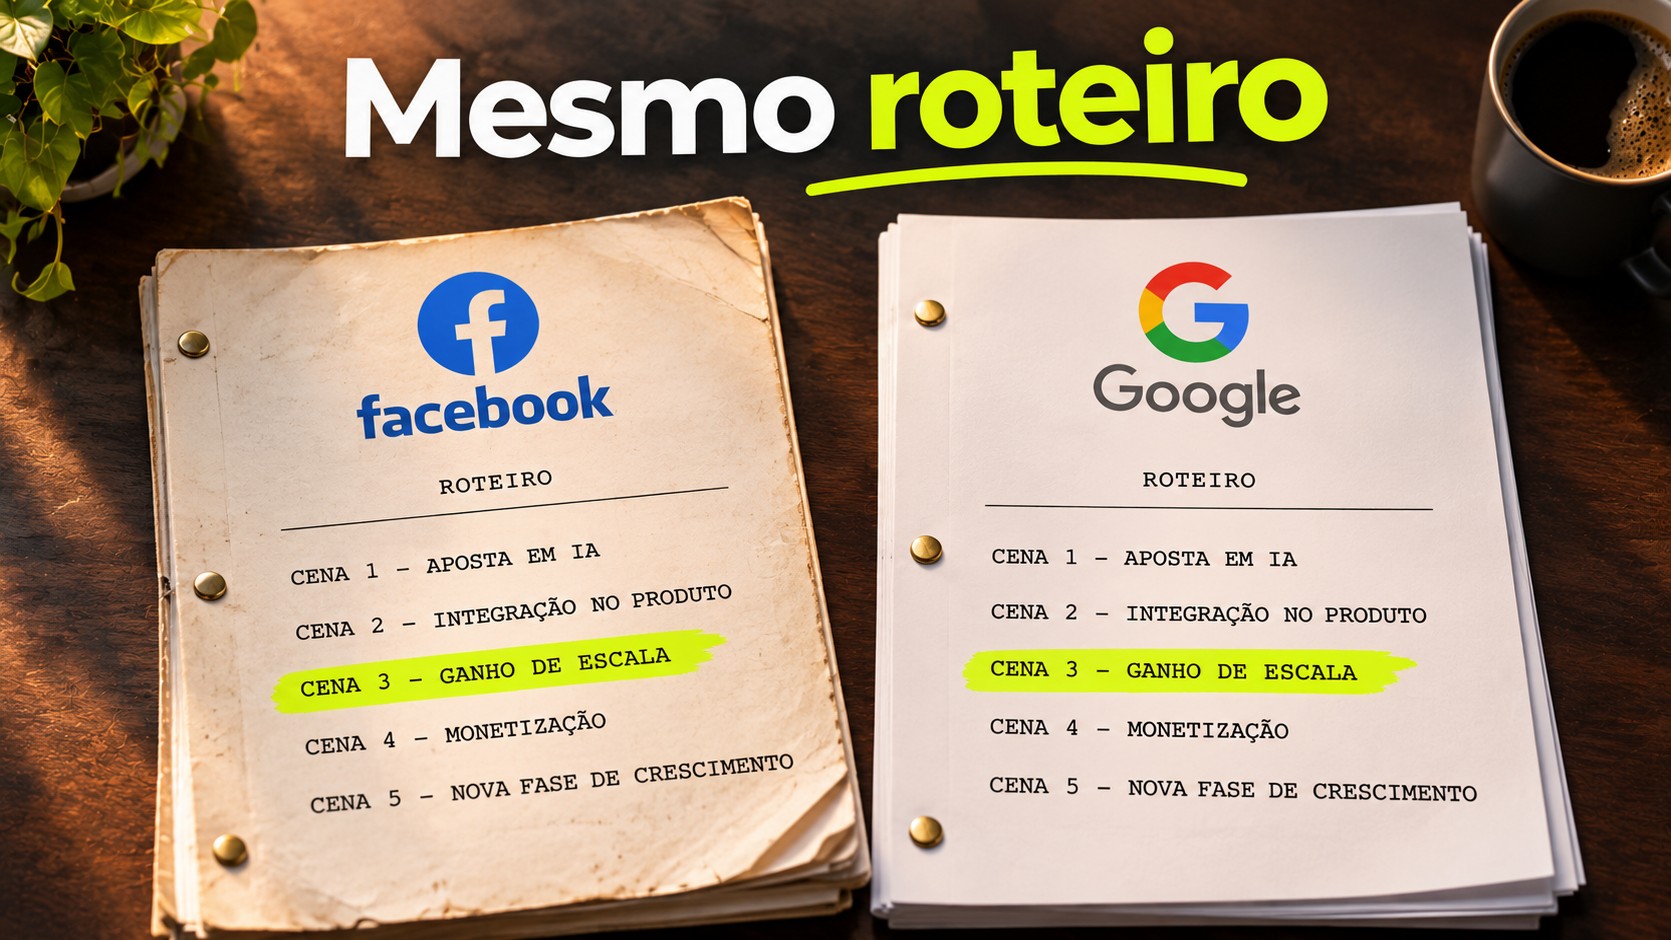 Mesmo roteiro
facebook
ROTEIRO
CENA 1 – APOSTA EM IA
CENA 2 – INTEGRAÇÃO NO PRODUTO
CENA 3 – GANHO DE ESCALA
CENA 4 – MONETIZAÇÃO
CENA 5 – NOVA FASE DE CRESCIMENTO
Google
ROTEIRO
CENA 1 – APOSTA EM IA
CENA 2 – INTEGRAÇÃO NO PRODUTO
CENA 3 – GANHO DE ESCALA
CENA 4 – MONETIZAÇÃO
CENA 5 – NOVA FASE DE CRESCIMENTO